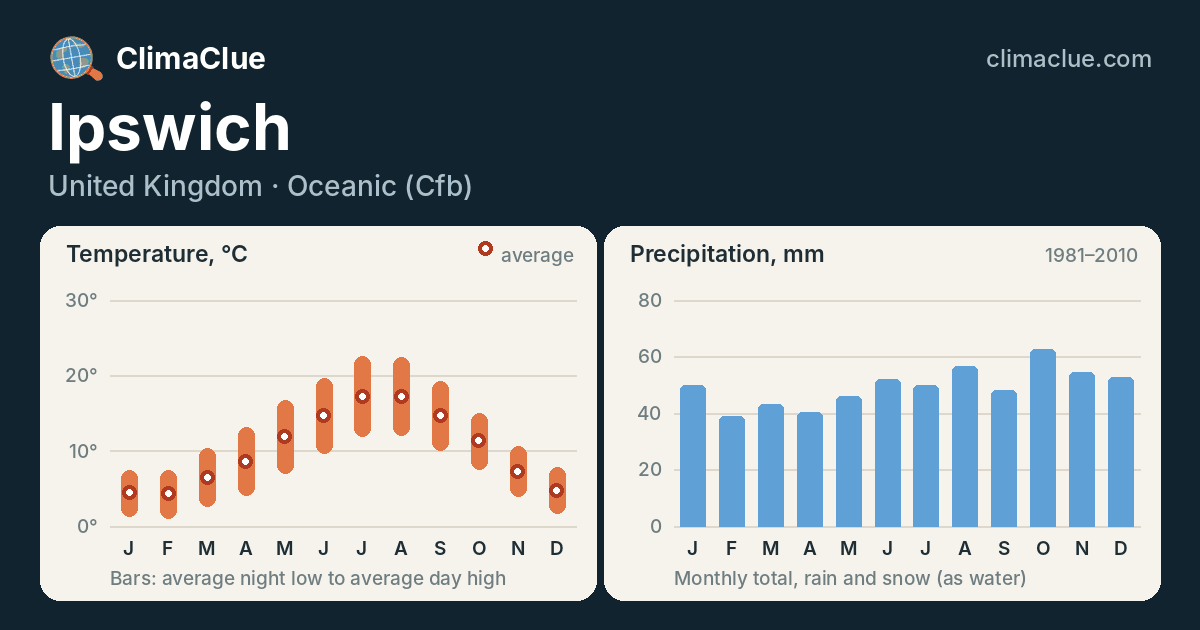 ClimaClue
climaclue.com
Ipswich
United Kingdom · Oceanic (Cfb)
Temperature, °C
average
30°
20°
10°
0°
J F M A M J J A S O N D
Bars: average night low to average day high
Precipitation, mm
1981–2010
80
60
40
20
0
J F M A M J J A S O N D
Monthly total, rain and snow (as water)